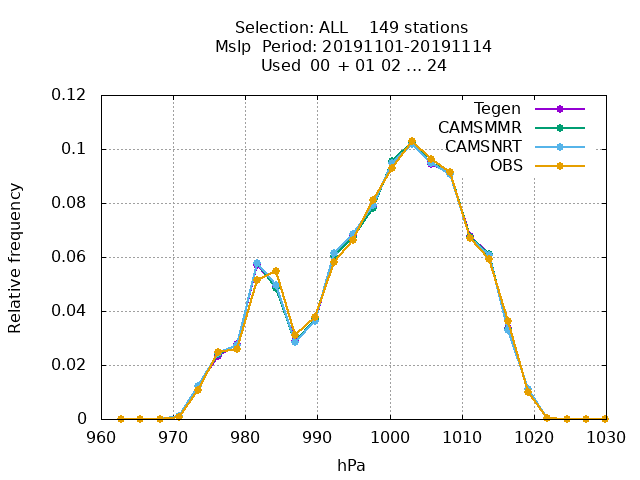 Selection: ALL    149 stations
Mslp  Period: 20191101-20191114
Used  00  + 01 02 ... 24
Tegen
CAMSMMR
CAMSNRT
OBS
Relative frequency
0.12
0.1
0.08
0.06
0.04
0.02
0
960 970 980 990 1000 1010 1020 1030
hPa